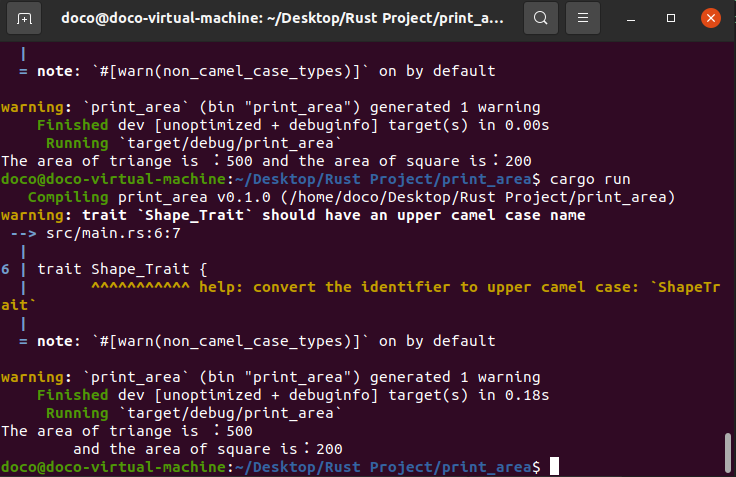 doco@doco-virtual-machine: ~/Desktop/Rust Project/print_a...
|
= note: `#[warn(non_camel_case_types)]` on by default
warning: `print_area` (bin "print_area") generated 1 warning
Finished dev [unoptimized + debuginfo] target(s) in 0.00s
Running `target/debug/print_area`
The area of triange is ：500 and the area of square is：200
doco@doco-virtual-machine:~/Desktop/Rust Project/print_area$ cargo run
Compiling print_area v0.1.0 (/home/doco/Desktop/Rust Project/print_area)
warning: trait `Shape_Trait` should have an upper camel case name
--> src/main.rs:6:7
|
6 | trait Shape_Trait {
| ^^^^^^^^^^^ help: convert the identifier to upper camel case: `ShapeTr
ait`
|
= note: `#[warn(non_camel_case_types)]` on by default
warning: `print_area` (bin "print_area") generated 1 warning
Finished dev [unoptimized + debuginfo] target(s) in 0.18s
Running `target/debug/print_area`
The area of triange is ：500
and the area of square is：200
doco@doco-virtual-machine:~/Desktop/Rust Project/print_area$